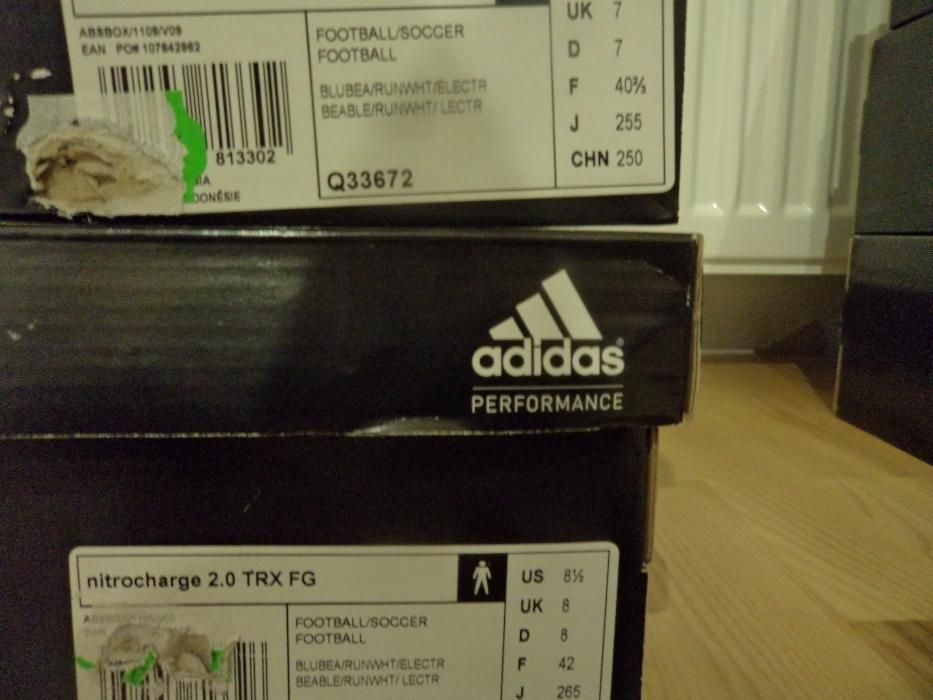 ABSBOX/1109/V09
EAN PO# 107842962
813302
DONÉSIE
FOOTBALL/SOCCER
FOOTBALL
BLUBEA/RUNWHT/ELECTR
BEABLE/RUNWHT/ LECTR
Q33672
UK 7
D 7
F 40⅔
J 255
CHN 250
adidas®
PERFORMANCE
nitrocharge 2.0 TRX FG
FOOTBALL/SOCCER
FOOTBALL
BLUBEA/RUNWHT/ELECTR
BEABLE/RUNWHT/ LECTR
US 8½
UK 8
D 8
F 42
J 265